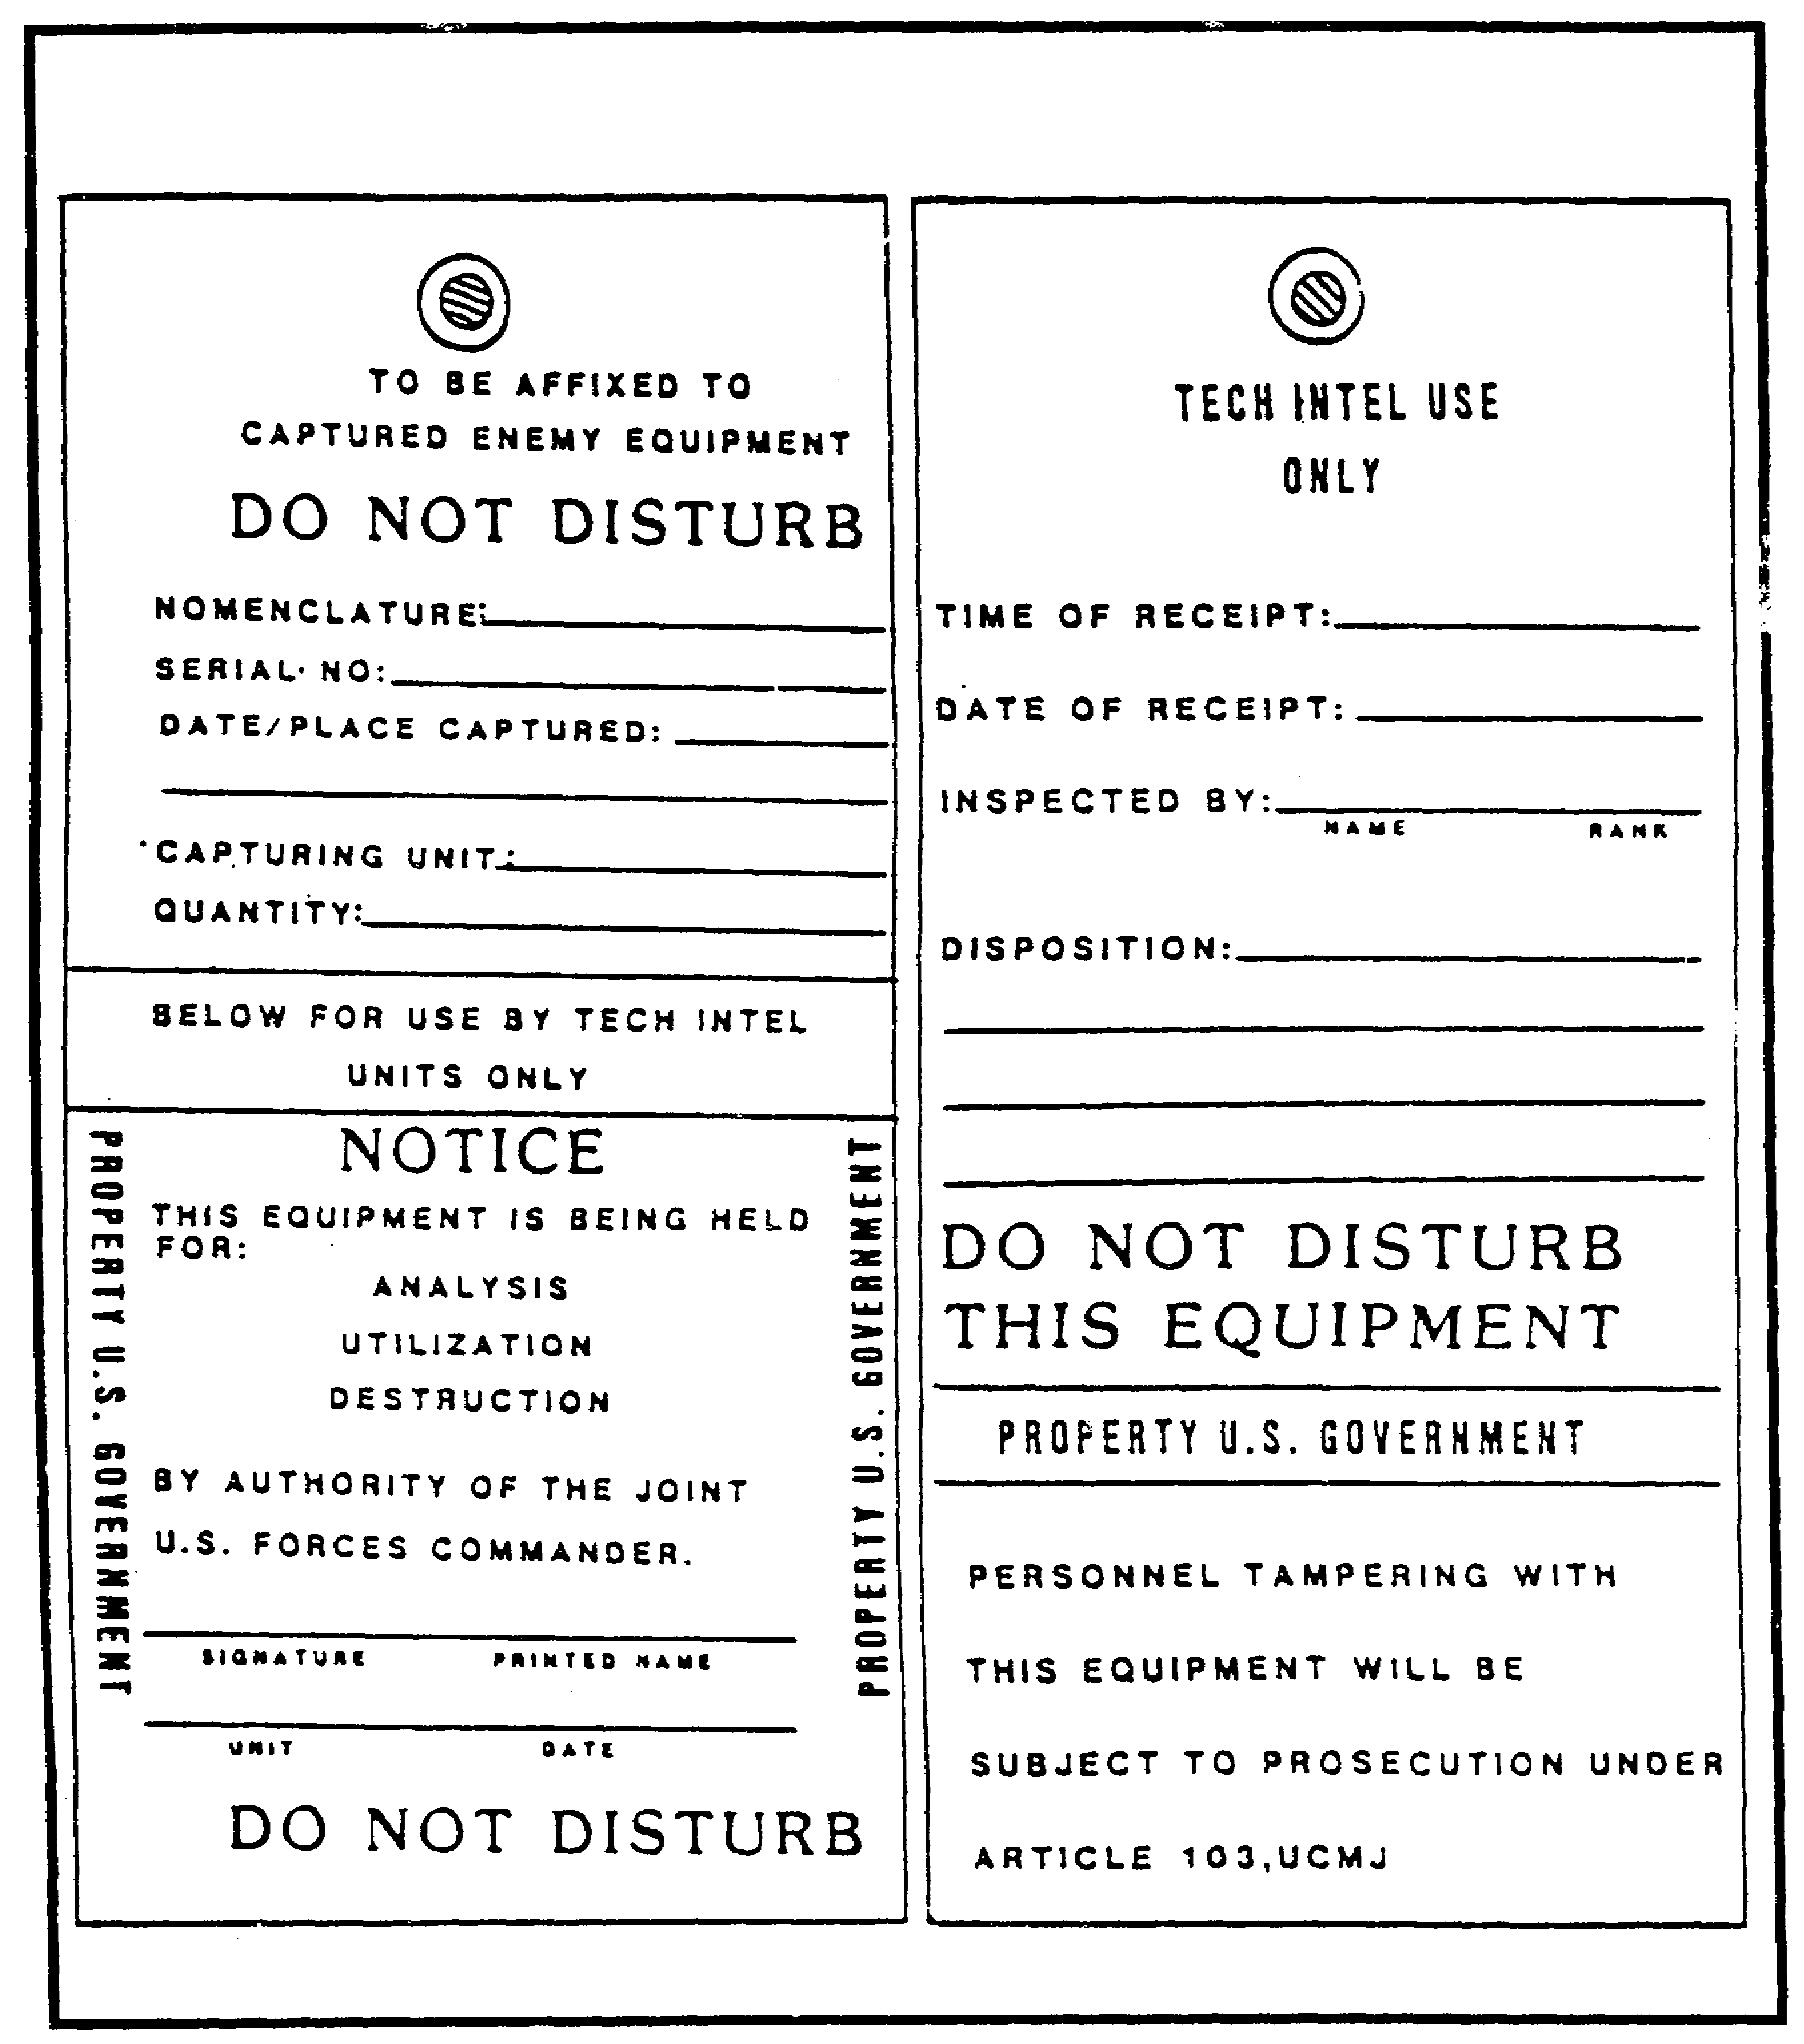 TO BE AFFIXED TO
CAPTURED ENEMY EQUIPMENT
DO NOT DISTURB
NOMENCLATURE:
SERIAL NO:
DATE/PLACE CAPTURED:
CAPTURING UNIT:
QUANTITY:
BELOW FOR USE BY TECH INTEL
UNITS ONLY
PROPERTY U.S. GOVERNMENT
NOTICE
THIS EQUIPMENT IS BEING HELD
FOR:
ANALYSIS
UTILIZATION
DESTRUCTION
BY AUTHORITY OF THE JOINT
U.S. FORCES COMMANDER.
SIGNATURE PRINTED NAME
UNIT DATE
PROPERTY U.S. GOVERNMENT
DO NOT DISTURB
TECH INTEL USE
ONLY
TIME OF RECEIPT:
DATE OF RECEIPT:
INSPECTED BY:
NAME RANK
DISPOSITION:
DO NOT DISTURB
THIS EQUIPMENT
PROPERTY U.S. GOVERNMENT
PERSONNEL TAMPERING WITH
THIS EQUIPMENT WILL BE
SUBJECT TO PROSECUTION UNDER
ARTICLE 103,UCMJ